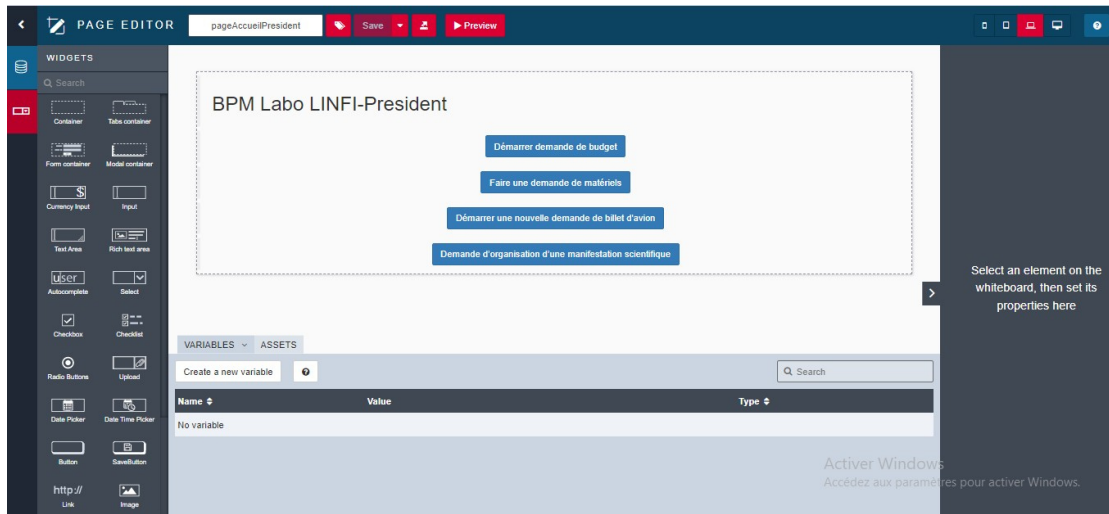 PAGE EDITOR
pageAccueilPresident
Save
Preview
WIDGETS
Search
Container
Tabs container
Form container
Modal container
$
Currency Input
Input
Text Area
Rich text area
user
Autocomplete
Select
Checkbox
Checklist
Radio Buttons
Upload
Date Picker
Date Time Picker
Button
SaveButton
http://
Link
Image
BPM Labo LINFI-President
Démarrer demande de budget
Faire une demande de matériels
Démarrer une nouvelle demande de billet d'avion
Demande d'organisation d'une manifestation scientifique
Select an element on the
whiteboard, then set its
properties here
VARIABLES
ASSETS
Create a new variable
?
Search
Name
Value
Type
No variable
Activer Windows
Accédez aux paramètres pour activer Windows.